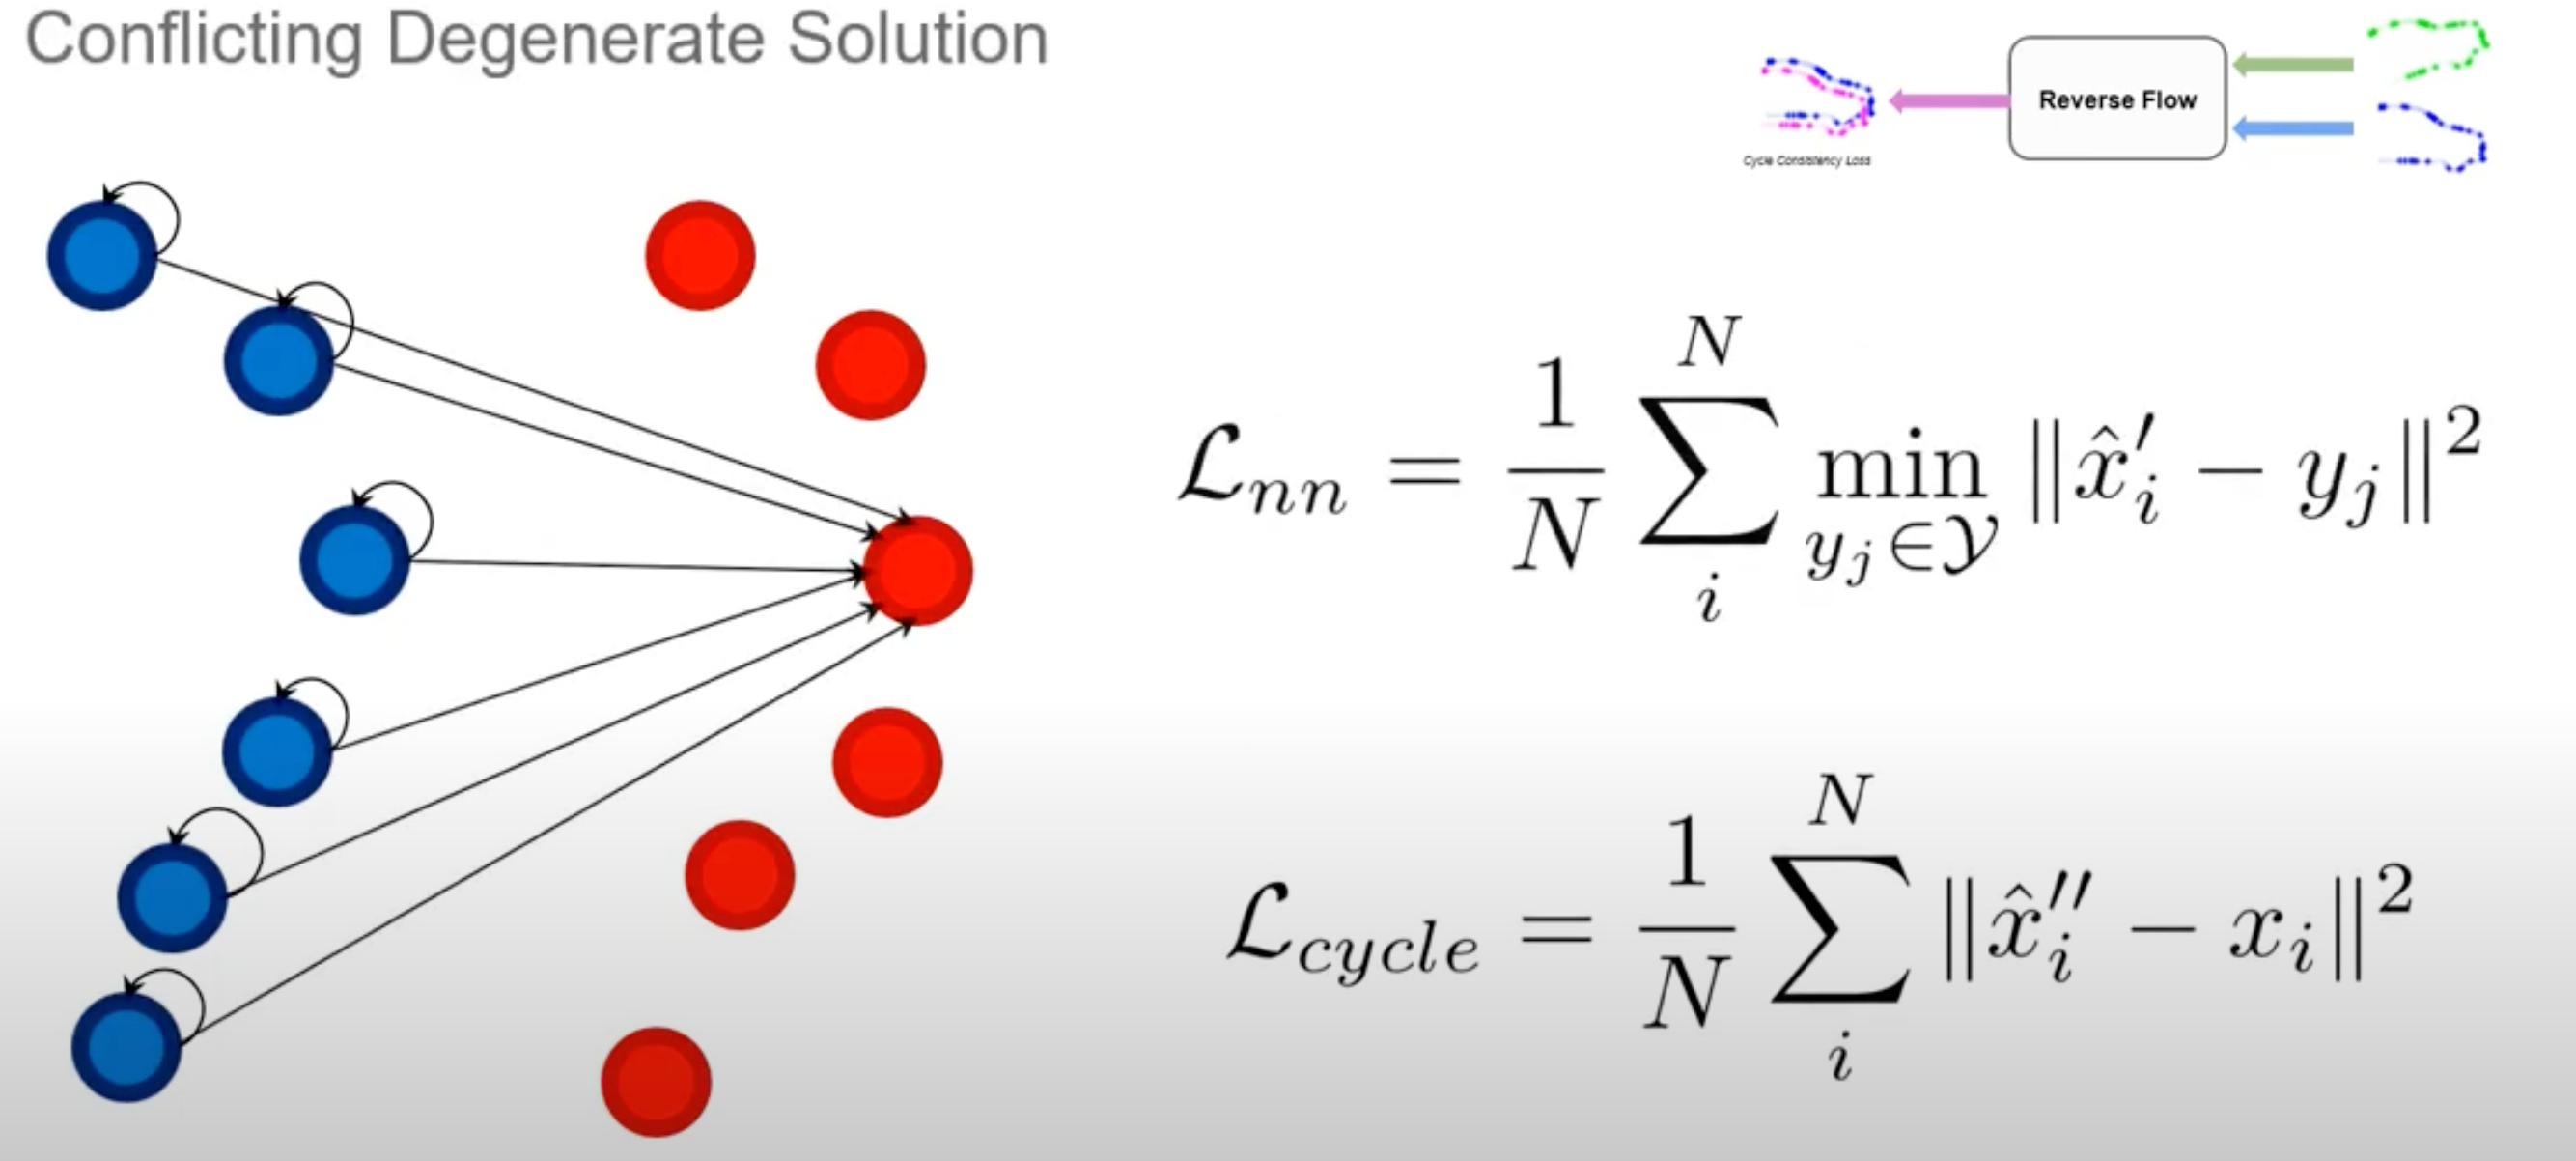 Conflicting Degenerate Solution
Reverse Flow
Cycle Consistency Loss
$\mathcal{L}_{nn} = \frac{1}{N} \sum_{i}^{N} \min_{y_j \in \mathcal{Y}} \|\hat{x}'_i - y_j\|^2$
$\mathcal{L}_{cycle} = \frac{1}{N} \sum_{i}^{N} \|\hat{x}''_i - x_i\|^2$